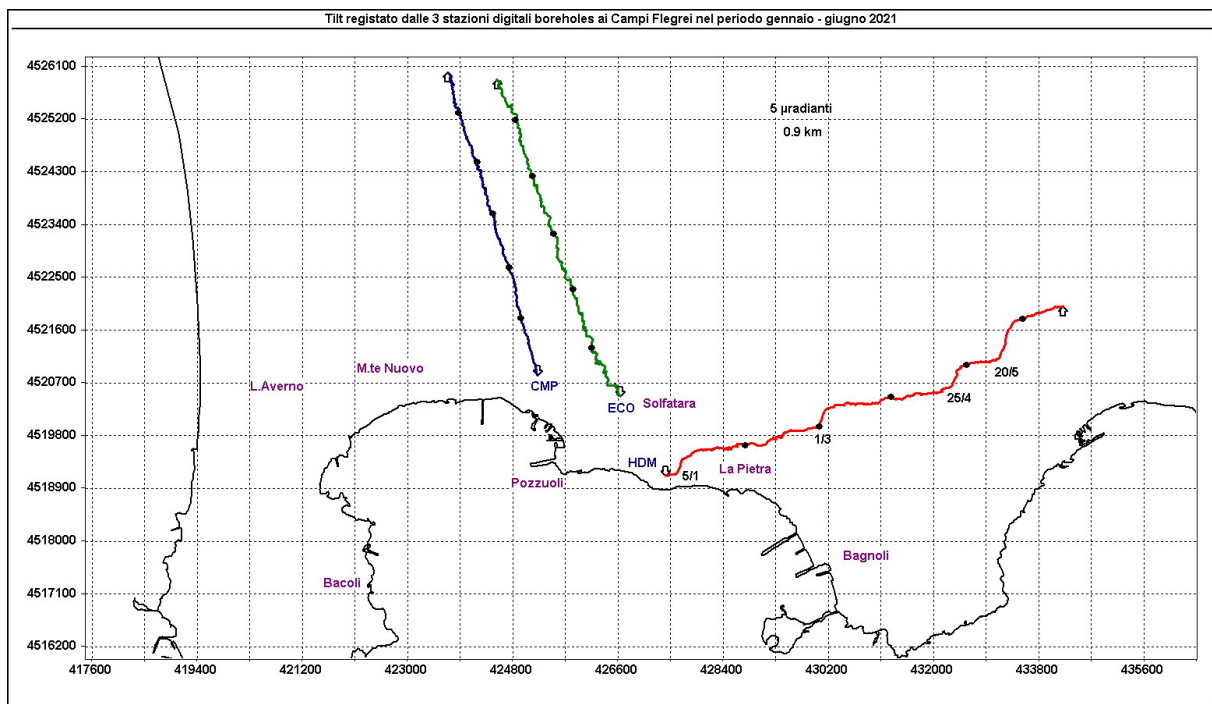 Tilt registato dalle 3 stazioni digitali boreholes ai Campi Flegrei nel periodo gennaio - giugno 2021
4526100
5 µradianti
4525200
0.9 km
4524300
4523400
4522500
4521600
4520700
M.te Nuovo
20/5
L.Averno
CMP
25/4
ECO
Solfatara
4519800
1/3
HDM
La Pietra
5/1
4518900
Pozzuoli
4518000
Bagnoli
Bacoli
4517100
4516200
417600 419400 421200 423000 424800 426600 428400 430200 432000 433800 435600